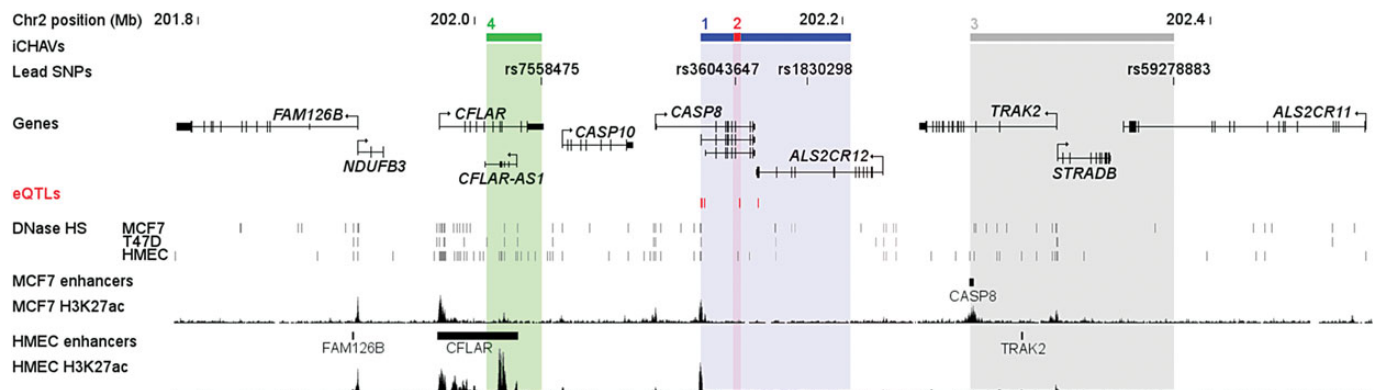 Chr2 position (Mb) 201.8 202.0 202.2 202.4
4 1 2 3
iCHAVs
Lead SNPs rs7558475 rs36043647 rs1830298 rs59278883
Genes FAM126B CFLAR CASP8 TRAK2 ALS2CR11
CASP10
NDUFB3 CFLAR-AS1 ALS2CR12 STRADB
eQTLs
DNase HS MCF7
T47D
HMEC
MCF7 enhancers
CASP8
MCF7 H3K27ac
HMEC enhancers
FAM126B CFLAR TRAK2
HMEC H3K27ac